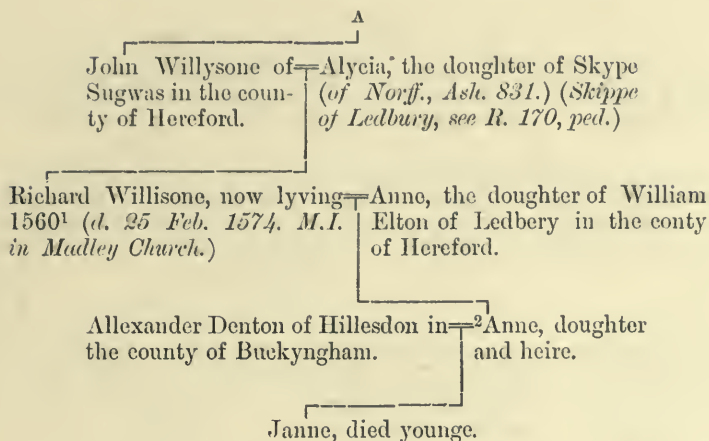 A
John Willysone of Alycia,* the doughter of Skype
Sugwas in the coun- (of Norff., Ash. 831.) (Skippe
ty of Hereford. of Ledbury, see R. 170, ped.)
Richard Willisone, now lyving Anne, the doughter of William
1560¹ (d. 25 Feb. 1574. M.I. Elton of Ledbery in the conty
in Madley Church.) of Hereford.
Allexander Denton of Hillesdon in ²Anne, doughter
the county of Buckyngham. and heire.
Janne, died younge.